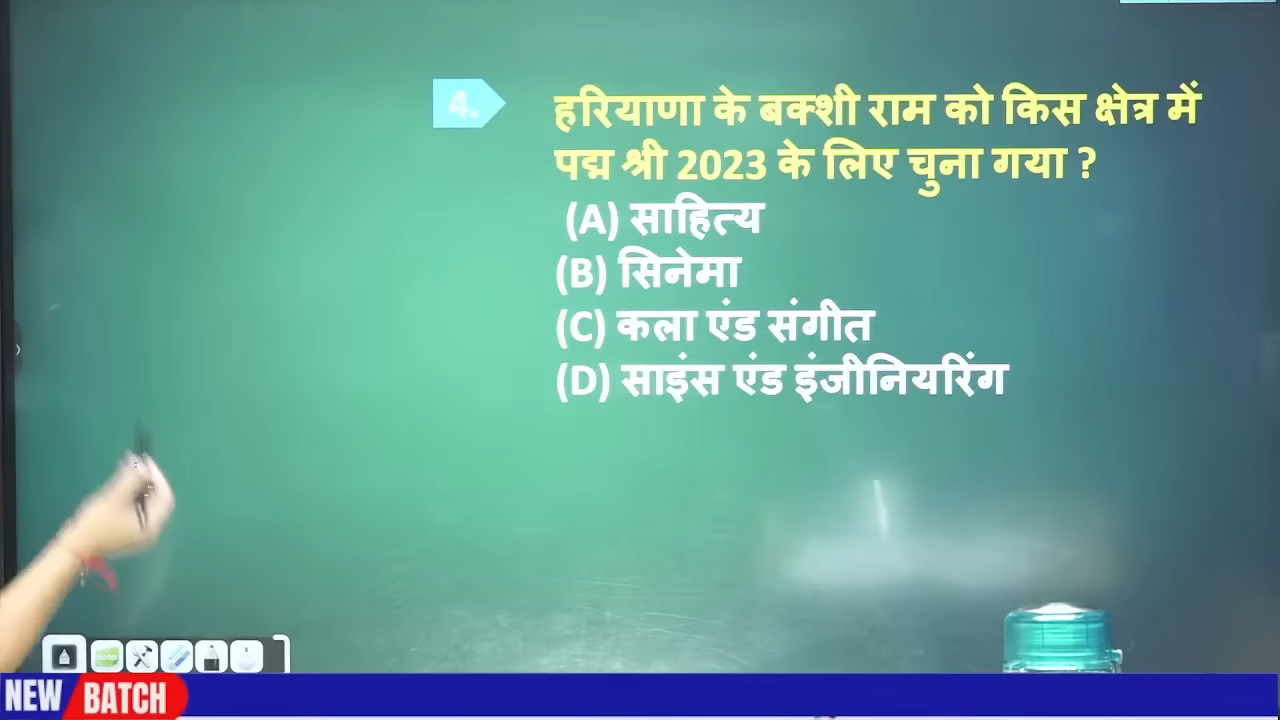 4.
हरियाणा के बक्शी राम को किस क्षेत्र में
पद्म श्री 2023 के लिए चुना गया ?
(A) साहित्य
(B) सिनेमा
(C) कला एंड संगीत
(D) साइंस एंड इंजीनियरिंग
NEW BATCH